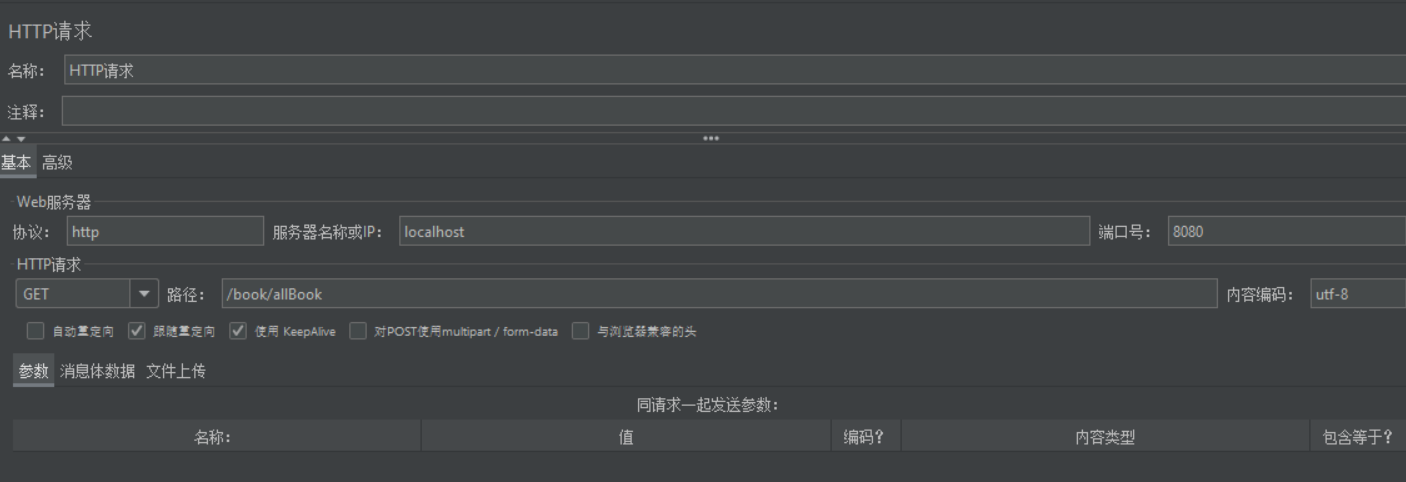 HTTP请求
名称： HTTP请求
注释：
基本 高级
Web服务器
协议： http 服务器名称或IP： localhost 端口号： 8080
HTTP请求
GET 路径： /book/allBook 内容编码： utf-8
自动重定向 跟随重定向 使用 KeepAlive 对POST使用multipart / form-data 与浏览器兼容的头
参数 消息体数据 文件上传
同请求一起发送参数：
名称： 值 编码？ 内容类型 包含等于？